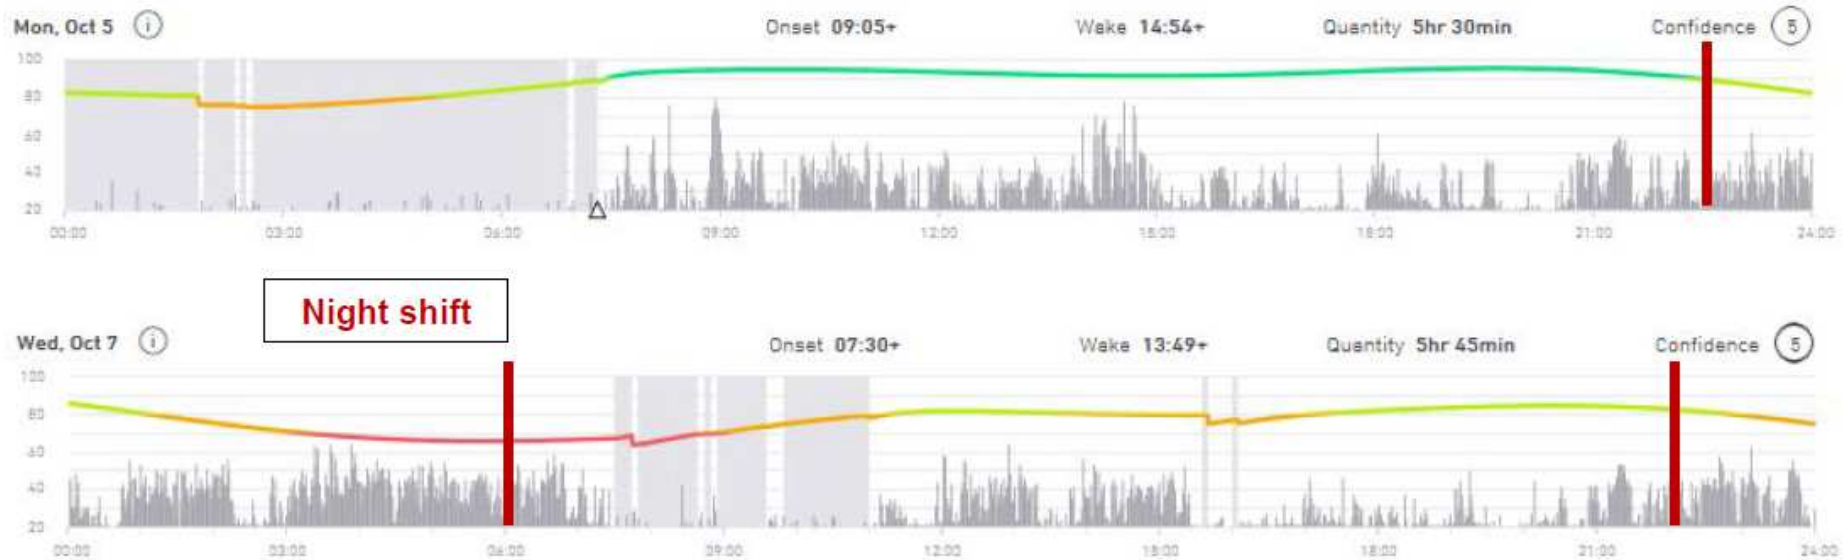 Mon, Oct 5 i Onset 09:05+ Wake 14:54+ Quantity 5hr 30min Confidence 5
100
80
60
40
20
00:00 03:00 06:00 09:00 12:00 15:00 18:00 21:00 24:00
Night shift
Wed, Oct 7 i Onset 07:30+ Wake 13:49+ Quantity 5hr 45min Confidence 5
100
80
60
40
20
00:00 03:00 06:00 09:00 12:00 15:00 18:00 21:00 24:00